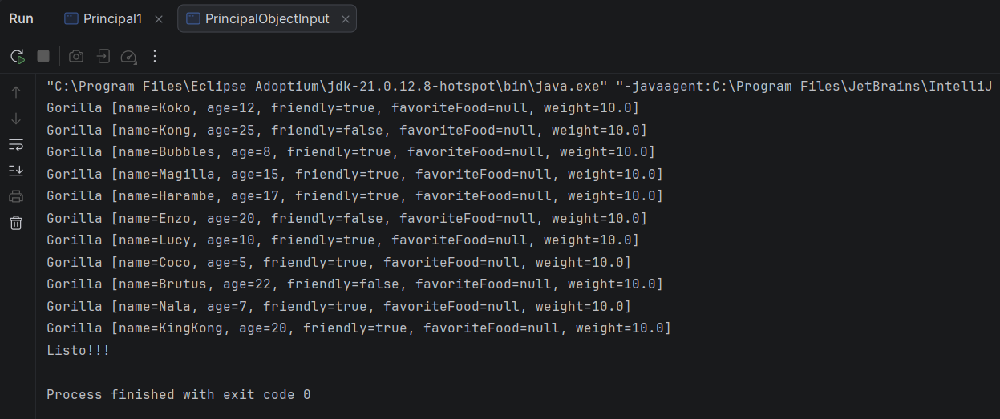 Run Principal1 PrincipalObjectInput
"C:\Program Files\Eclipse Adoptium\jdk-21.0.12.8-hotspot\bin\java.exe" "-javaagent:C:\Program Files\JetBrains\IntelliJ
Gorilla [name=Koko, age=12, friendly=true, favoriteFood=null, weight=10.0]
Gorilla [name=Kong, age=25, friendly=false, favoriteFood=null, weight=10.0]
Gorilla [name=Bubbles, age=8, friendly=true, favoriteFood=null, weight=10.0]
Gorilla [name=Magilla, age=15, friendly=true, favoriteFood=null, weight=10.0]
Gorilla [name=Harambe, age=17, friendly=true, favoriteFood=null, weight=10.0]
Gorilla [name=Enzo, age=20, friendly=false, favoriteFood=null, weight=10.0]
Gorilla [name=Lucy, age=10, friendly=true, favoriteFood=null, weight=10.0]
Gorilla [name=Coco, age=5, friendly=true, favoriteFood=null, weight=10.0]
Gorilla [name=Brutus, age=22, friendly=false, favoriteFood=null, weight=10.0]
Gorilla [name=Nala, age=7, friendly=true, favoriteFood=null, weight=10.0]
Gorilla [name=KingKong, age=20, friendly=true, favoriteFood=null, weight=10.0]
Listo!!!
Process finished with exit code 0